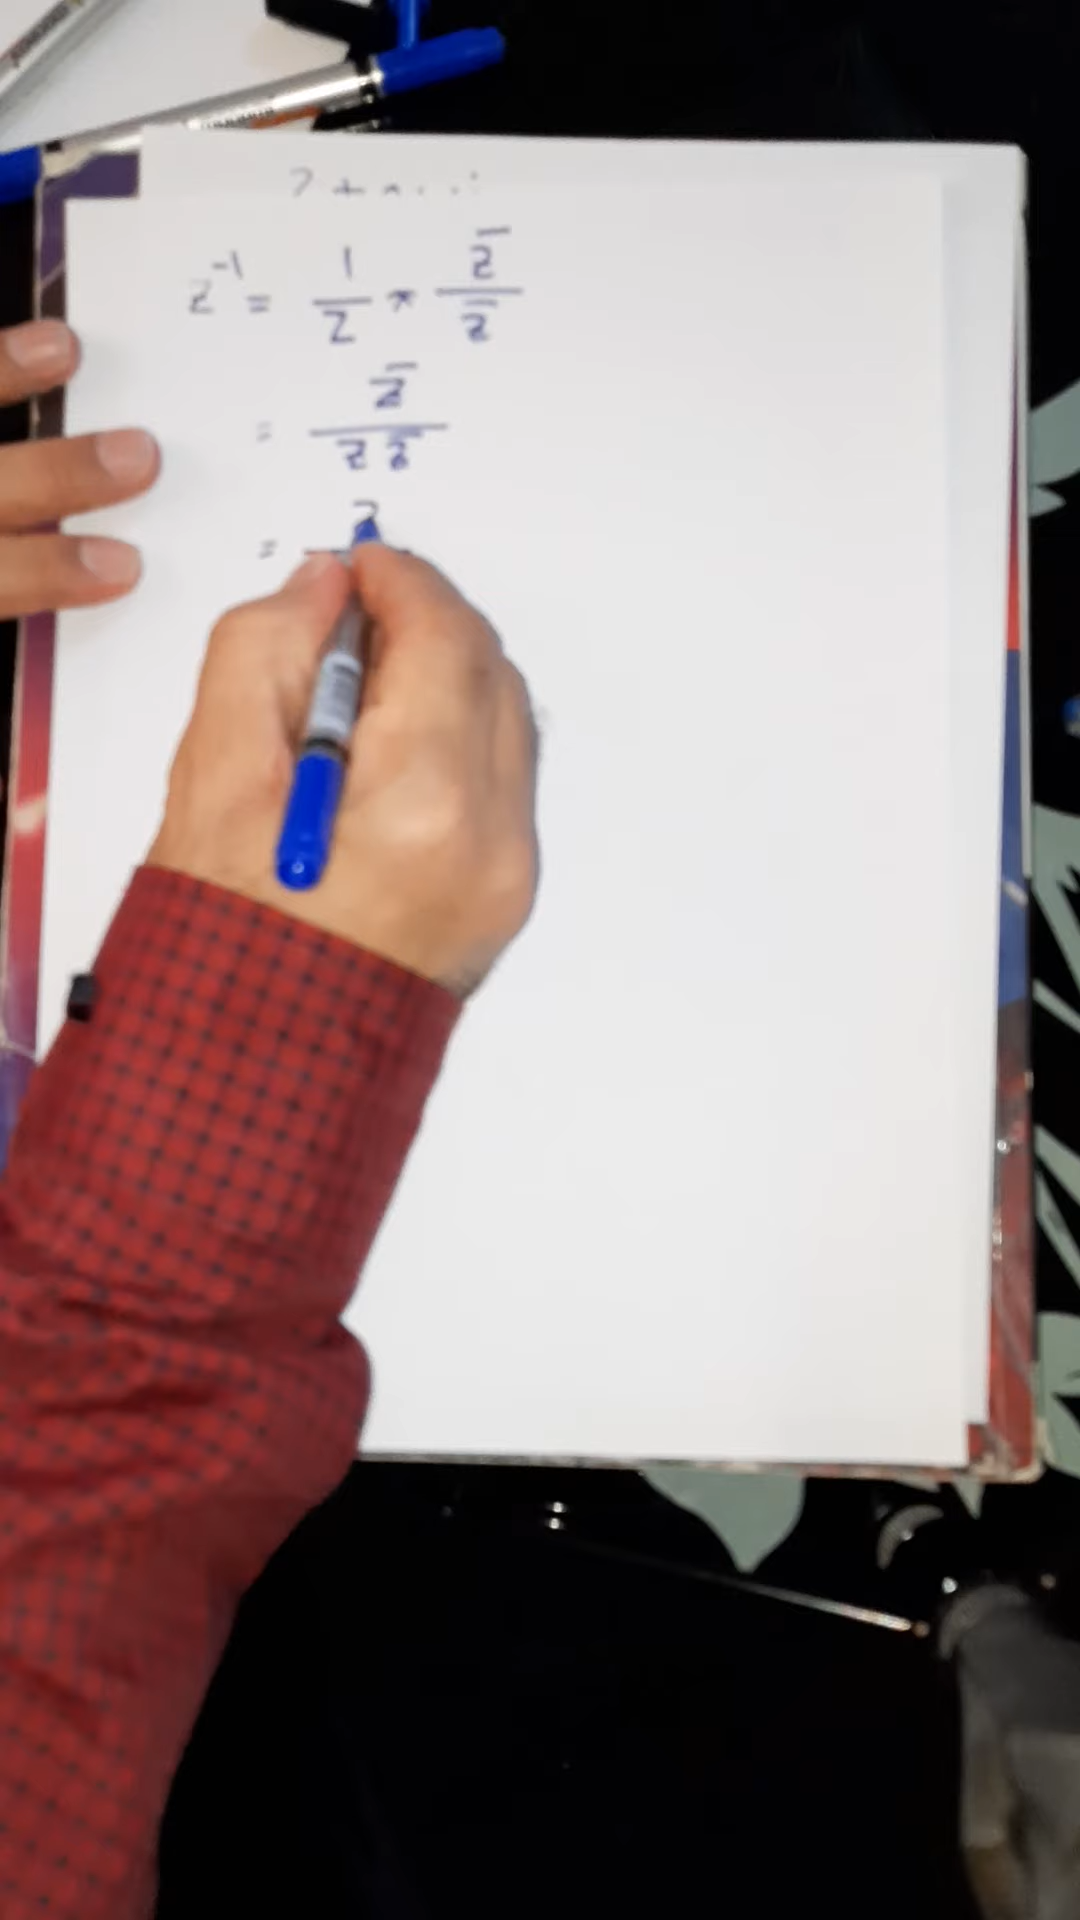 z⁻¹ = 1/z * z̄/z̄
= z̄/(z z̄)
=